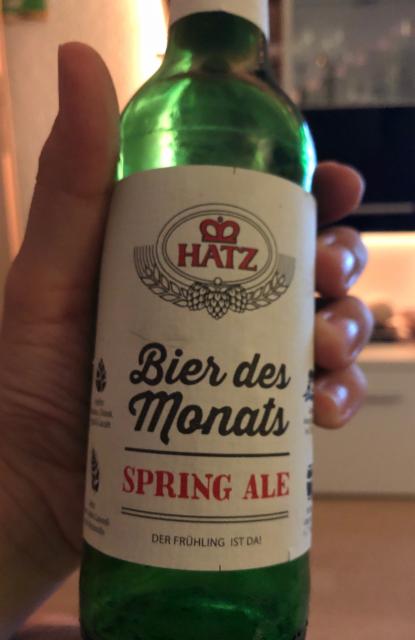 HATZ
Bier des
Monats
SPRING ALE
DER FRÜHLING IST DA!